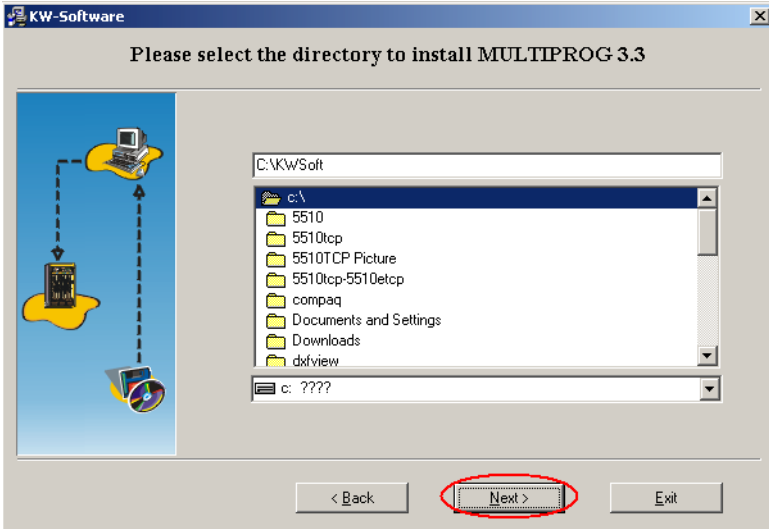 KW-Software
Please select the directory to install MULTIPROG 3.3
C:\KWSoft
c:\
5510
5510tcp
5510TCP Picture
5510tcp-5510etcp
compaq
Documents and Settings
Downloads
dxfview
c: ????
< Back
Next >
Exit